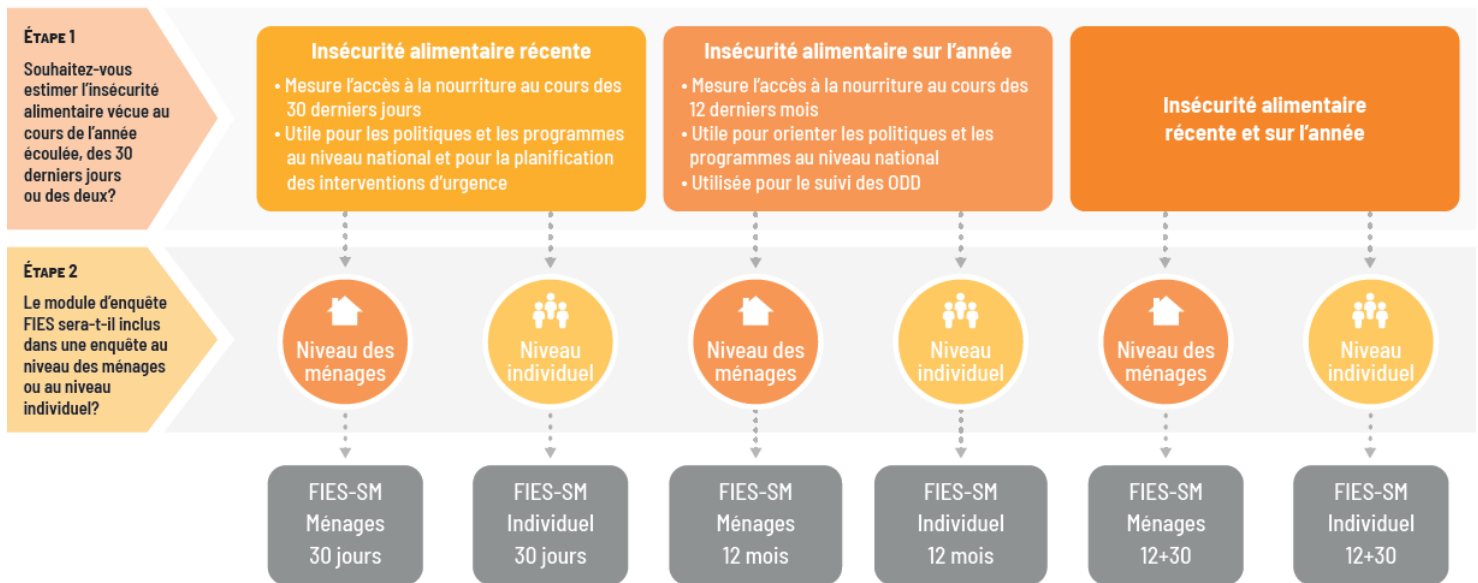 ÉTAPE 1
Souhaitez-vous
estimer l’insécurité
alimentaire vécue au
cours de l’année
écoulée, des 30
derniers jours
ou des deux?
Insécurité alimentaire récente
• Mesure l’accès à la nourriture au cours des
30 derniers jours
• Utile pour les politiques et les programmes
au niveau national et pour la planification
des interventions d’urgence
Insécurité alimentaire sur l’année
• Mesure l’accès à la nourriture au cours des
12 derniers mois
• Utile pour orienter les politiques et les
programmes au niveau national
• Utilisée pour le suivi des ODD
Insécurité alimentaire
récente et sur l’année
ÉTAPE 2
Le module d’enquête
FIES sera-t-il inclus
dans une enquête au
niveau des ménages
ou au niveau
individuel?
Niveau des
ménages
Niveau
individuel
Niveau des
ménages
Niveau
individuel
Niveau des
ménages
Niveau
individuel
FIES-SM
Ménages
30 jours
FIES-SM
Individuel
30 jours
FIES-SM
Ménages
12 mois
FIES-SM
Individuel
12 mois
FIES-SM
Ménages
12+30
FIES-SM
Individuel
12+30